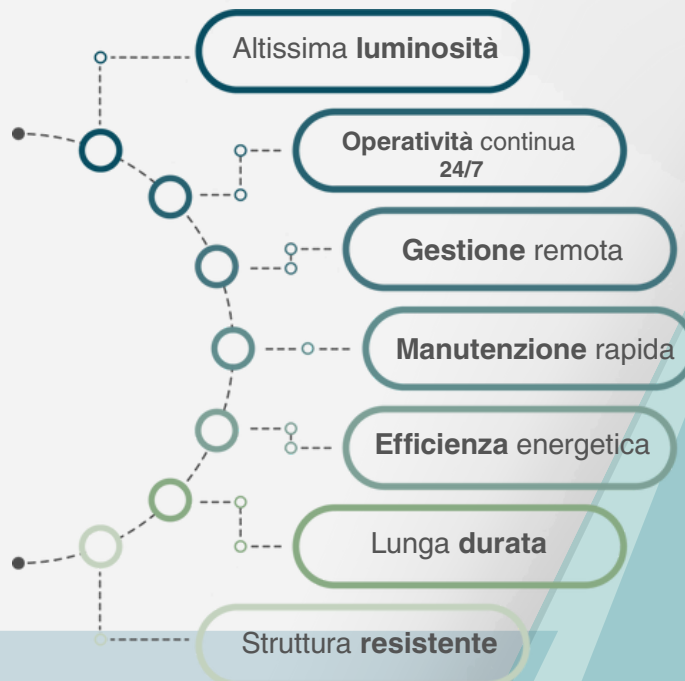 Altissima luminosità
Operatività continua
24/7
Gestione remota
Manutenzione rapida
Efficienza energetica
Lunga durata
Struttura resistente